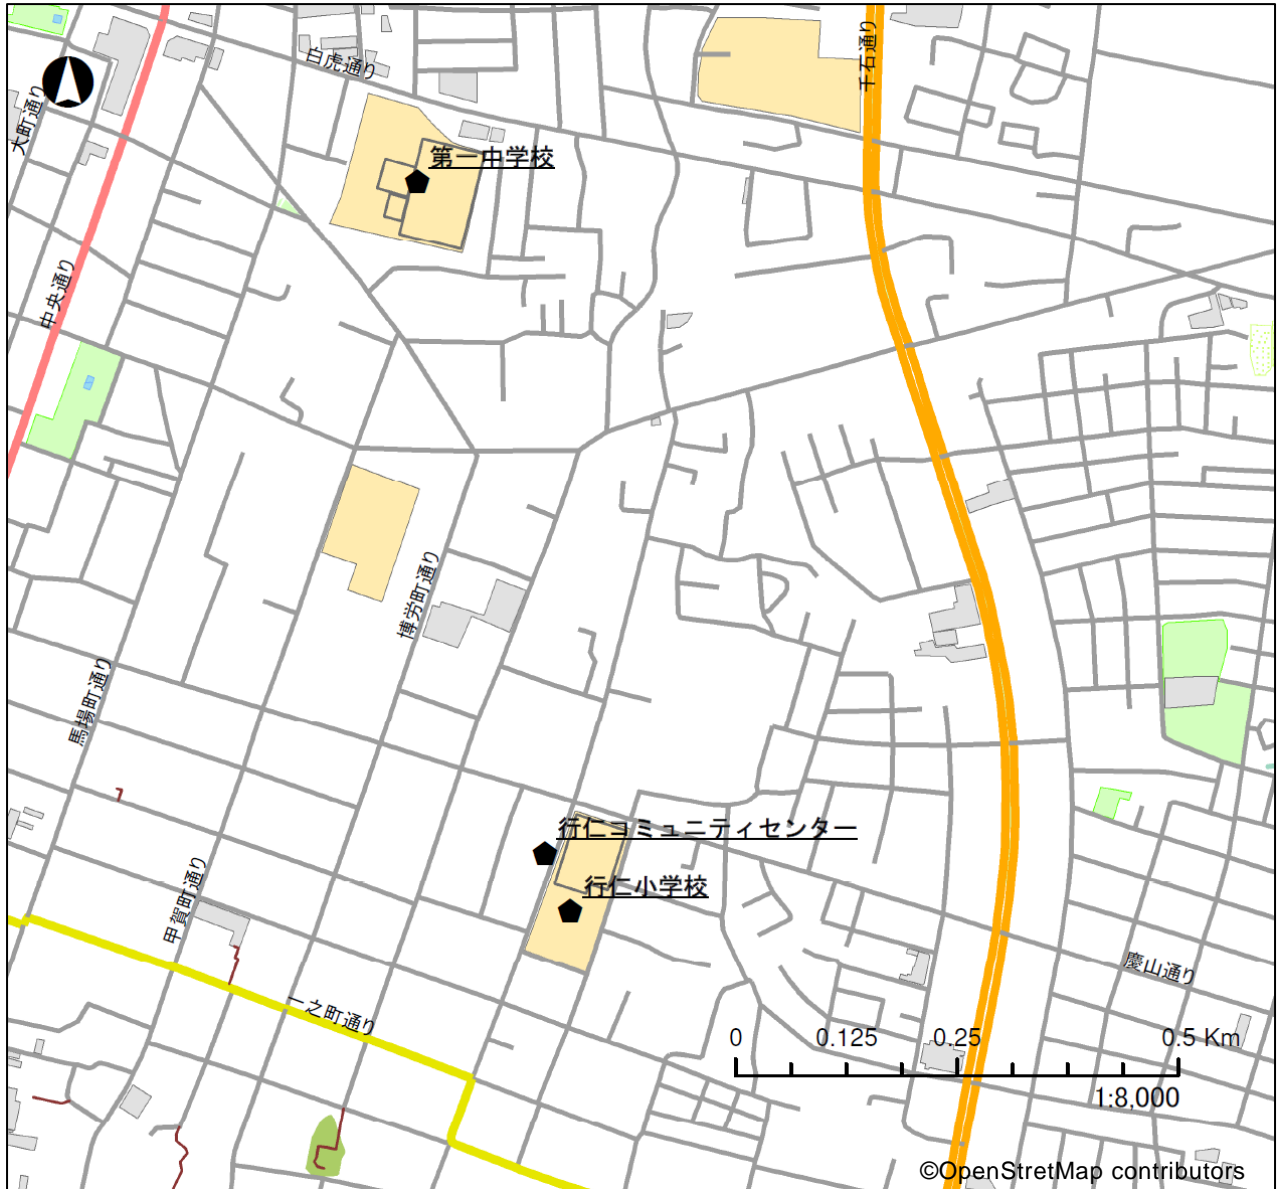 白虎通り
千石通り
大町通り
第一中学校
中央通り
博労町通り
馬場町通り
行仁コミュニティセンター
行仁小学校
甲賀町通り
慶山通り
一之町通り
0 0.125 0.25 0.5 Km
1:8,000
©OpenStretMap contributors